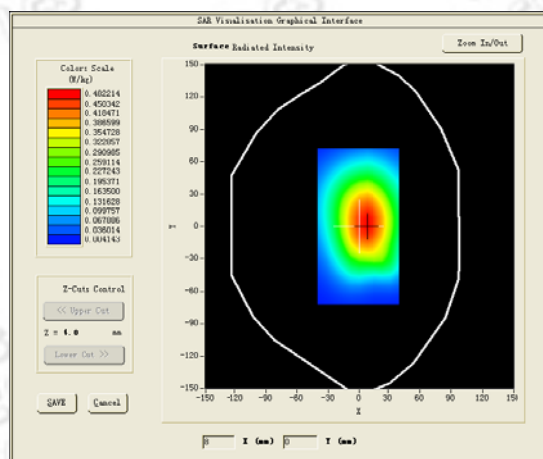 SAR Visualisation Graphical Interface
Surface Radiated Intensity
Zoom In/Out
Colors Scale
(W/kg)
0.482214
0.450342
0.418471
0.386599
0.354728
0.322857
0.290985
0.259114
0.227243
0.195371
0.163500
0.131628
0.099757
0.067886
0.036014
0.004143
Z-Cuts Control
<< Upper Cut
Z = 4.0 mm
Lower Cut >>
SAVE Cancel
150
120
90
60
30
0
-30
-60
-90
-120
-150
Y
-150 -120 -90 -60 -30 0 30 60 90 120 150
X
8 X (mm) 0 Y (mm)